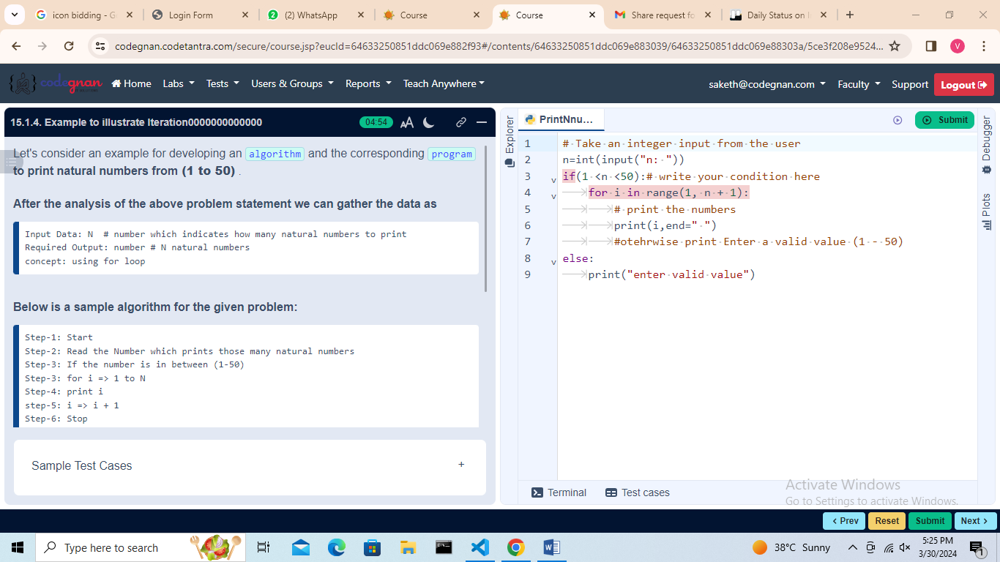 icon bidding - G
Login Form
2 (2) WhatsApp
Course
Course
Share request fo
Daily Status on
codegnan.codetantra.com/secure/course.jsp?eucId=64633250851ddc069e882f93#/contents/64633250851ddc069e883039/64633250851ddc069e88303a/5ce3f208e9524...
V
codegnan
Home
Labs
Tests
Users & Groups
Reports
Teach Anywhere
saketh@codegnan.com
Faculty
Support
Logout
15.1.4. Example to illustrate Iteration0000000000000
04:54
AA
Let's consider an example for developing an algorithm and the corresponding program
to print natural numbers from (1 to 50) .
After the analysis of the above problem statement we can gather the data as
Input Data: N # number which indicates how many natural numbers to print
Required Output: number # N natural numbers
concept: using for loop
Below is a sample algorithm for the given problem:
Step-1: Start
Step-2: Read the Number which prints those many natural numbers
Step-3: If the number is in between (1-50)
Step-3: for i => 1 to N
Step-4: print i
step-5: i => i + 1
Step-6: Stop
Sample Test Cases +
Explorer
PrintNnu...
Submit
1 # Take an integer input from the user
2 n=int(input("n: "))
3 if(1 <n <50):# write your condition here
4 for i in range(1, n + 1):
5 # print the numbers
6 print(i,end=" ")
7 #otehrwise print Enter a valid value (1 - 50)
8 else:
9 print("enter valid value")
Debugger
Plots
Terminal
Test cases
Activate Windows
Go to Settings to activate Windows.
< Prev
Reset
Submit
Next >
Type here to search
38°C Sunny
5:25 PM
3/30/2024
1